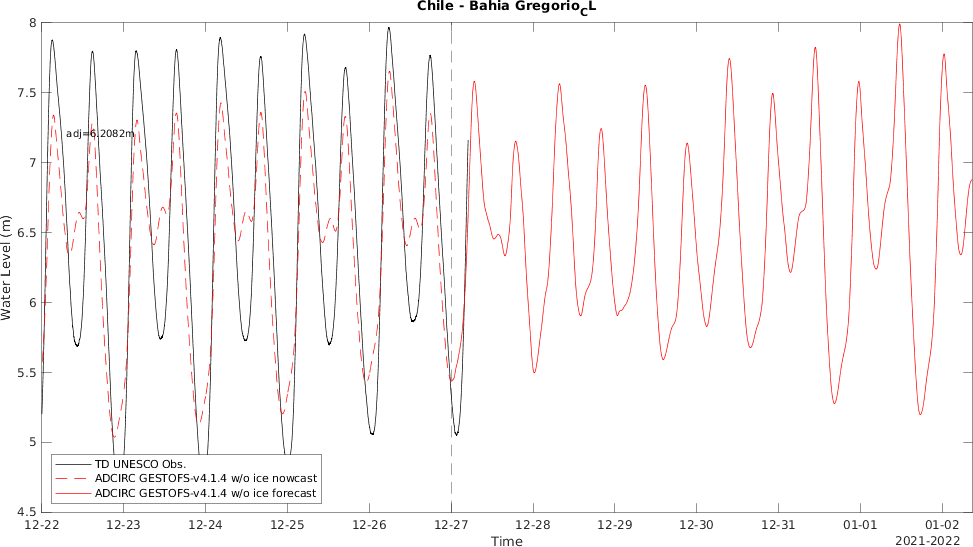 Chile - Bahia Gregorio_CL
8
7.5
7
6.5
6
5.5
5
4.5
Water Level (m)
adj=6.2082m
TD UNESCO Obs.
ADCIRC GESTOFS-v4.1.4 w/o ice nowcast
ADCIRC GESTOFS-v4.1.4 w/o ice forecast
12-22 12-23 12-24 12-25 12-26 12-27 12-28 12-29 12-30 12-31 01-01 01-02
Time
2021-2022